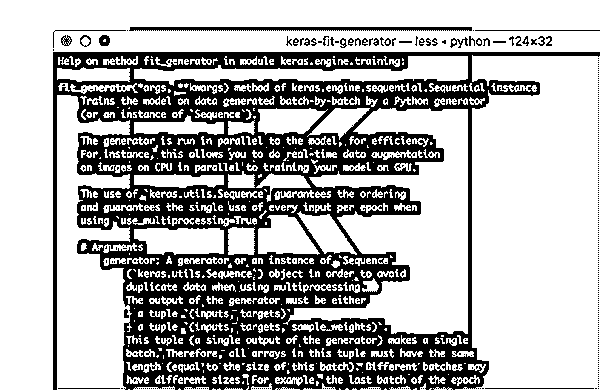 keras-fit-generator — less ◂ python — 124×32
Help on method fit_generator in module keras.engine.training:
fit_generator(*args, **kwargs) method of keras.engine.sequential.Sequential instance
Trains the model on data generated batch-by-batch by a Python generator
(or an instance of `Sequence`).
The generator is run in parallel to the model, for efficiency.
For instance, this allows you to do real-time data augmentation
on images on CPU in parallel to training your model on GPU.
The use of `keras.utils.Sequence` guarantees the ordering
and guarantees the single use of every input per epoch when
using `use_multiprocessing=True`.
# Arguments
generator: A generator or an instance of `Sequence`
(`keras.utils.Sequence`) object in order to avoid
duplicate data when using multiprocessing.
The output of the generator must be either
- a tuple `(inputs, targets)`
- a tuple `(inputs, targets, sample_weights)`.
This tuple (a single output of the generator) makes a single
batch. Therefore, all arrays in this tuple must have the same
length (equal to the size of this batch). Different batches may
have different sizes. For example, the last batch of the epoch